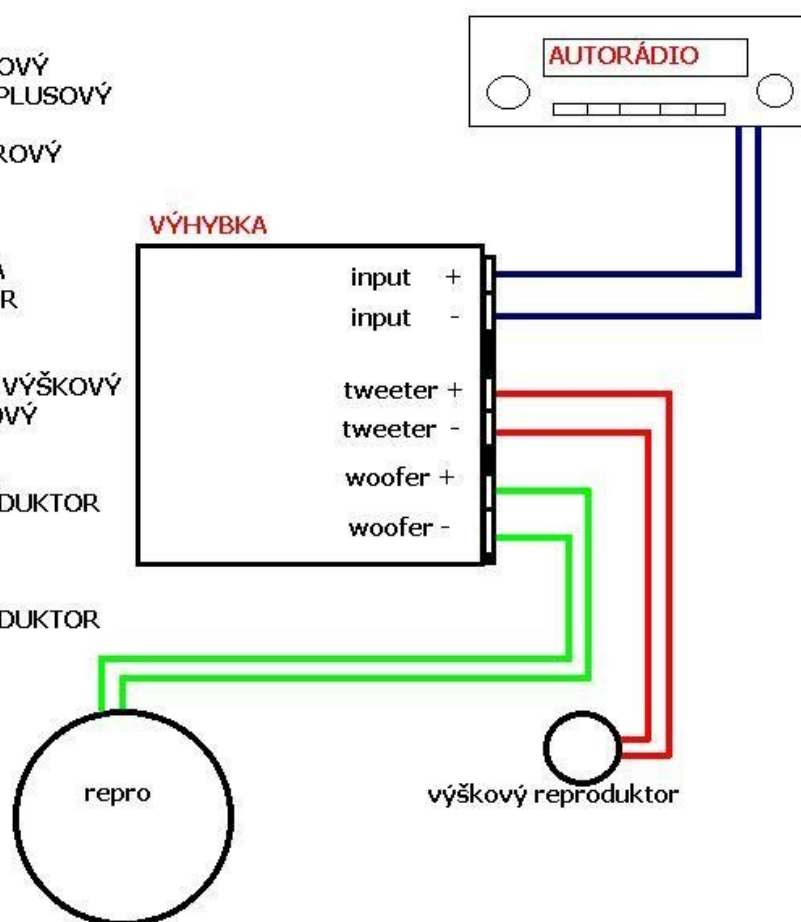 AUTORÁDIO
OVÝ
PLUSOVÝ
ROVÝ
VÝHYBKA
input +
A
input -
R
tweeter +
VÝŠKOVÝ
tweeter -
OVÝ
woofer +
DUKTOR
woofer -
DUKTOR
repro
výškový reproduktor